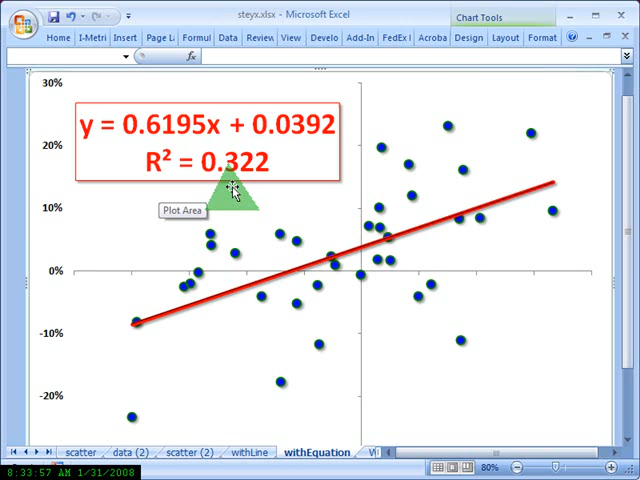 steyx.xlsx - Microsoft Excel
Chart Tools
Home I-Metri Insert Page L Formul Data Review View Develo Add-In FedEx Acroba Design Layout Format
fx
30%
y = 0.6195x + 0.0392
20%
R² = 0.322
10%
Plot Area
0%
-10%
-20%
scatter data (2) scatter (2) withLine withEquation
80%
8:33:57 AM 1/31/2008